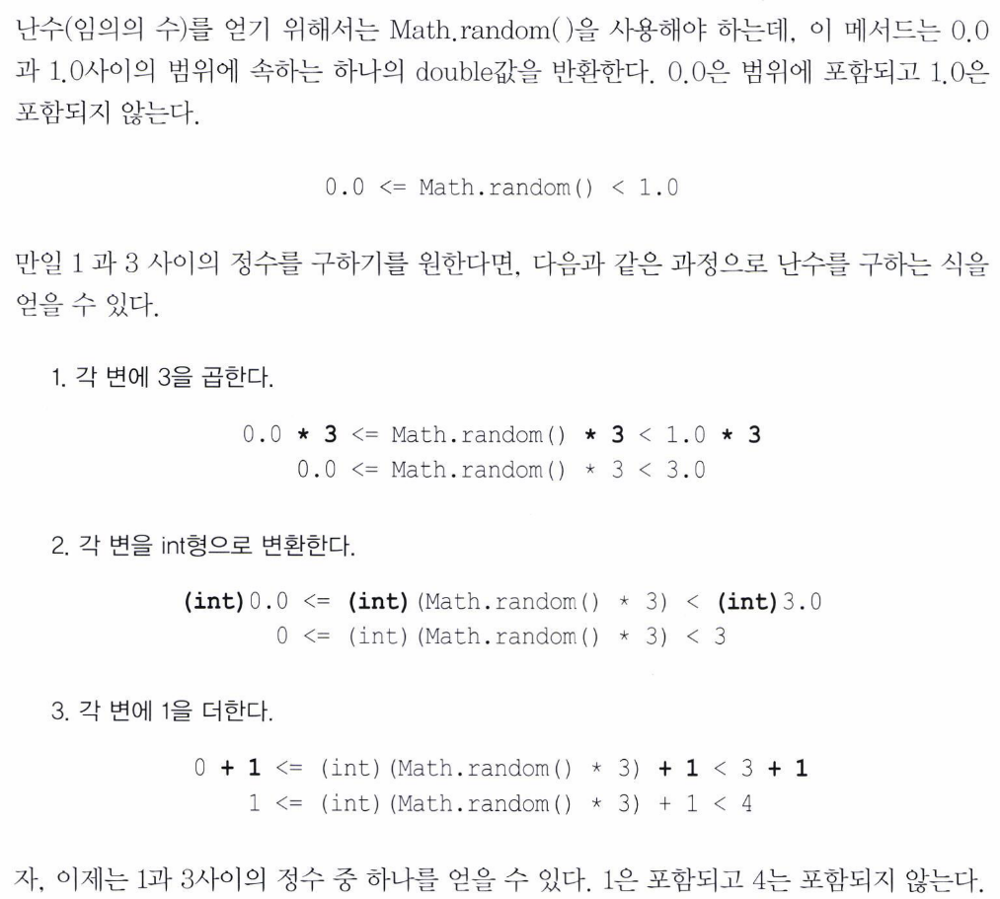 난수(임의의 수)를 얻기 위해서는 Math.random()을 사용해야 하는데, 이 메서드는 0.0
과 1.0사이의 범위에 속하는 하나의 double값을 반환한다. 0.0은 범위에 포함되고 1.0은
포함되지 않는다.
0.0 <= Math.random() < 1.0
만일 1 과 3 사이의 정수를 구하기를 원한다면, 다음과 같은 과정으로 난수를 구하는 식을
얻을 수 있다.
1. 각 변에 3을 곱한다.
0.0 * 3 <= Math.random() * 3 < 1.0 * 3
0.0 <= Math.random() * 3 < 3.0
2. 각 변을 int형으로 변환한다.
(int)0.0 <= (int)(Math.random() * 3) < (int)3.0
0 <= (int)(Math.random() * 3) < 3
3. 각 변에 1을 더한다.
0 + 1 <= (int)(Math.random() * 3) + 1 < 3 + 1
1 <= (int)(Math.random() * 3) + 1 < 4
자, 이제는 1과 3사이의 정수 중 하나를 얻을 수 있다. 1은 포함되고 4는 포함되지 않는다.